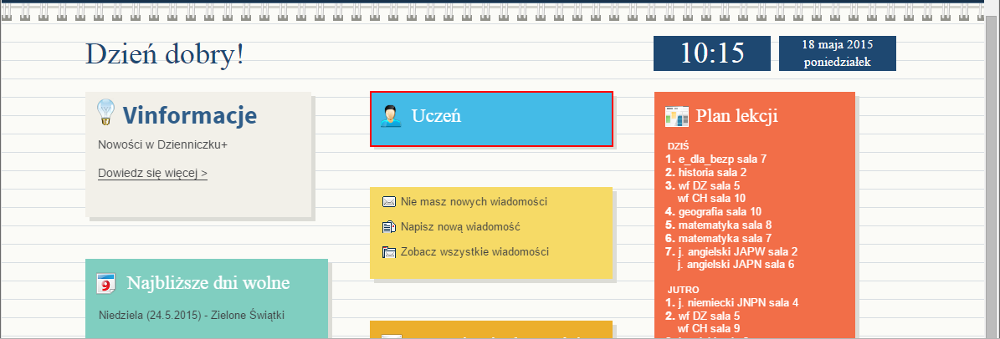 Dzień dobry!
10:15
18 maja 2015
poniedziałek
Vinformacje
Nowości w Dzienniczku+
Dowiedz się więcej >
Najbliższe dni wolne
9
Niedziela (24.5.2015) - Zielone Świątki
Uczeń
Nie masz nowych wiadomości
Napisz nową wiadomość
Zobacz wszystkie wiadomości
Plan lekcji
DZIŚ
1. e_dla_bezp sala 7
2. historia sala 2
3. wf DZ sala 5
wf CH sala 10
4. geografia sala 10
5. matematyka sala 8
6. matematyka sala 7
7. j. angielski JAPW sala 2
j. angielski JAPN sala 6
JUTRO
1. j. niemiecki JNPN sala 4
2. wf DZ sala 5
wf CH sala 9